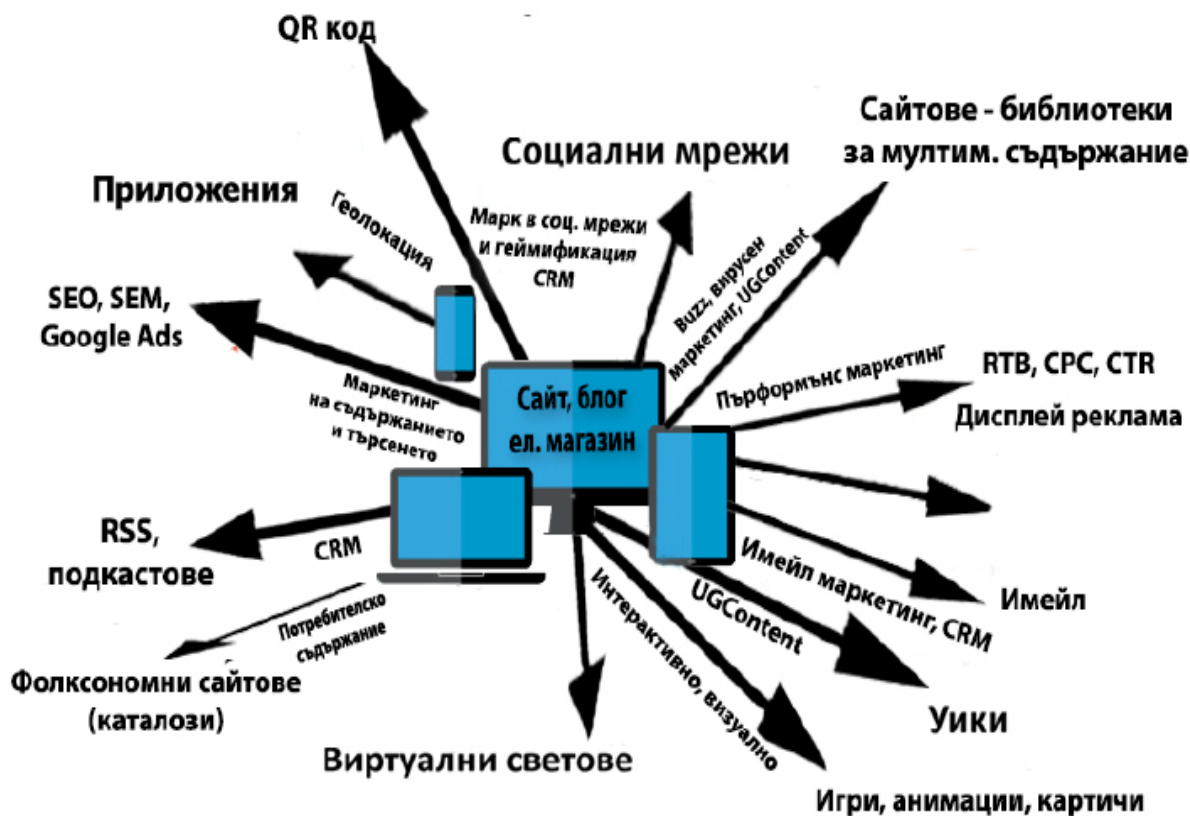 QR код
Сайтове - библиотеки
за мултим. съдържание
Социални мрежи
Приложения
Геолокация
Марк в соц. мрежи
и геймификация
CRM
Buzz, вирусен
маркетинг, UGContent
SEO, SEM,
Google Ads
Маркетинг
на съдържанието
и търсенето
Сайт, блог
ел. магазин
Пърформънс маркетинг
RTB, CPC, CTR
Дисплей реклама
RSS,
подкастове
CRM
Имейл маркетинг, CRM
Имейл
UGContent
Уики
Потребителско
съдържание
Фолксономни сайтове
(каталози)
Виртуални светове
Интерактивно, визуално
Игри, анимации, картичи